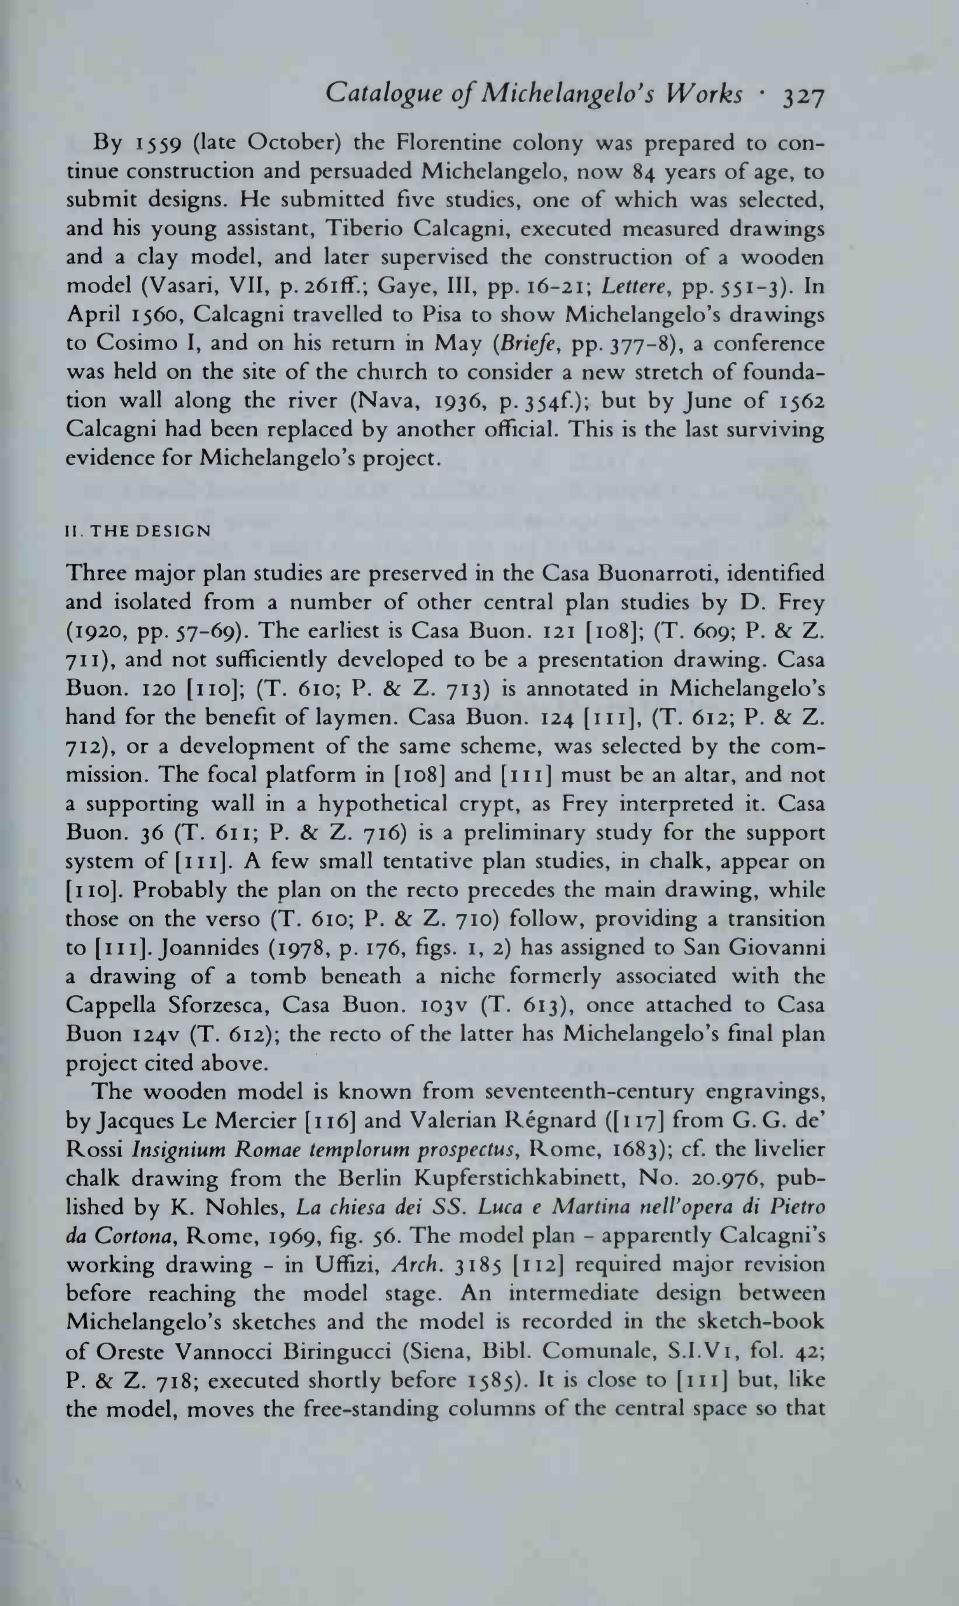 Catalogue of Michelangelo's Works · 327
By 1559 (late October) the Florentine colony was prepared to con-
tinue construction and persuaded Michelangelo, now 84 years of age, to
submit designs. He submitted five studies, one of which was selected,
and his young assistant, Tiberio Calcagni, executed measured drawings
and a clay model, and later supervised the construction of a wooden
model (Vasari, VII, p. 261ff.; Gaye, III, pp. 16-21; Lettere, pp. 551-3). In
April 1560, Calcagni travelled to Pisa to show Michelangelo's drawings
to Cosimo I, and on his return in May (Briefe, pp. 377-8), a conference
was held on the site of the church to consider a new stretch of founda-
tion wall along the river (Nava, 1936, p. 354f.); but by June of 1562
Calcagni had been replaced by another official. This is the last surviving
evidence for Michelangelo's project.
II. THE DESIGN
Three major plan studies are preserved in the Casa Buonarroti, identified
and isolated from a number of other central plan studies by D. Frey
(1920, pp. 57-69). The earliest is Casa Buon. 121 [108]; (T. 609; P. & Z.
711), and not sufficiently developed to be a presentation drawing. Casa
Buon. 120 [110]; (T. 610; P. & Z. 713) is annotated in Michelangelo's
hand for the benefit of laymen. Casa Buon. 124 [111], (T. 612; P. & Z.
712), or a development of the same scheme, was selected by the com-
mission. The focal platform in [108] and [111] must be an altar, and not
a supporting wall in a hypothetical crypt, as Frey interpreted it. Casa
Buon. 36 (T. 611; P. & Z. 716) is a preliminary study for the support
system of [111]. A few small tentative plan studies, in chalk, appear on
[110]. Probably the plan on the recto precedes the main drawing, while
those on the verso (T. 610; P. & Z. 710) follow, providing a transition
to [111]. Joannides (1978, p. 176, figs. 1, 2) has assigned to San Giovanni
a drawing of a tomb beneath a niche formerly associated with the
Cappella Sforzesca, Casa Buon. 103v (T. 613), once attached to Casa
Buon 124v (T. 612); the recto of the latter has Michelangelo's final plan
project cited above.
The wooden model is known from seventeenth-century engravings,
by Jacques Le Mercier [116] and Valerian Régnard ([117] from G. G. de'
Rossi Insignium Romae templorum prospectus, Rome, 1683); cf. the livelier
chalk drawing from the Berlin Kupferstichkabinett, No. 20.976, pub-
lished by K. Nohles, La chiesa dei SS. Luca e Martina nell'opera di Pietro
da Cortona, Rome, 1969, fig. 56. The model plan – apparently Calcagni's
working drawing – in Uffizi, Arch. 3185 [112] required major revision
before reaching the model stage. An intermediate design between
Michelangelo's sketches and the model is recorded in the sketch-book
of Oreste Vannocci Biringucci (Siena, Bibl. Comunale, S.I.V1, fol. 42;
P. & Z. 718; executed shortly before 1585). It is close to [111] but, like
the model, moves the free-standing columns of the central space so that